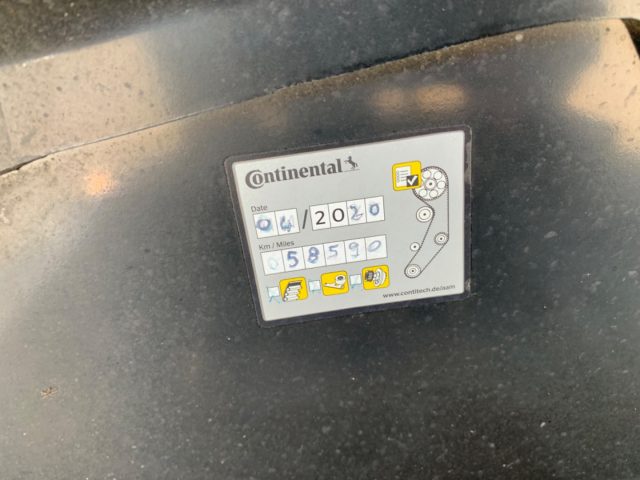 Continental
Date
04/2020
Km / Miles
058590
www.contitech.de/aam